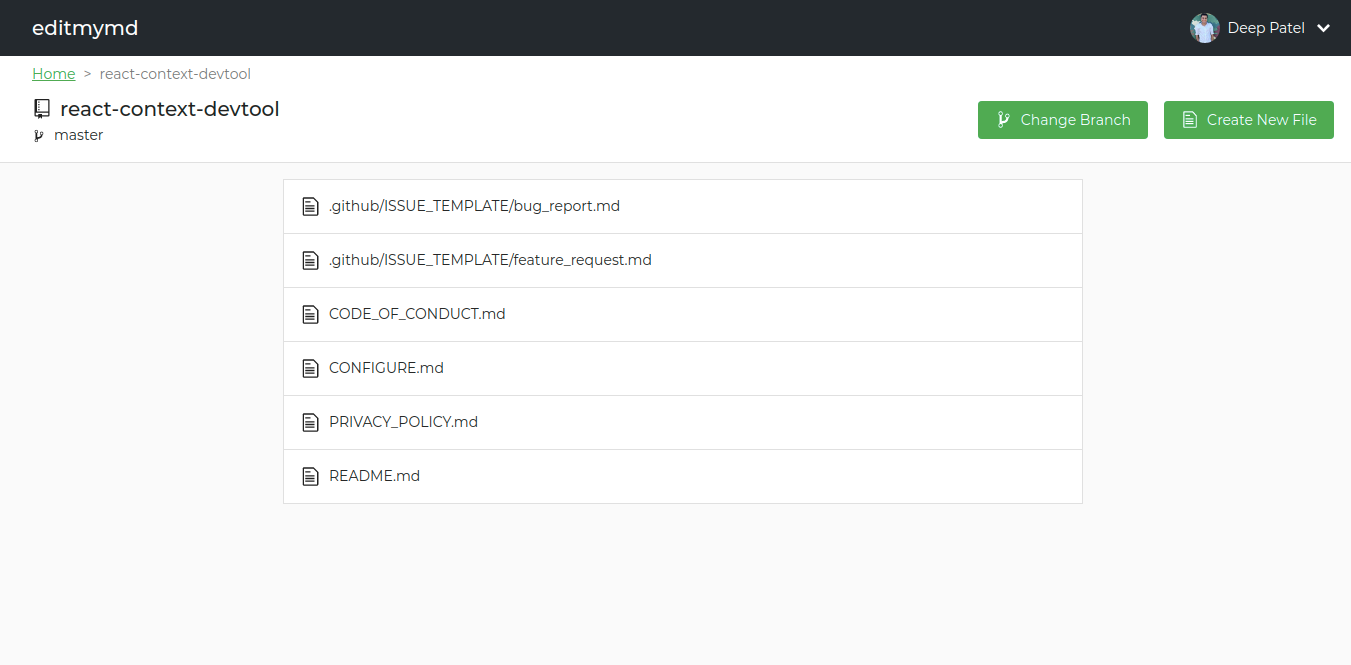 editmymd
Deep Patel
Home > react-context-devtool
react-context-devtool
master
Change Branch
Create New File
.github/ISSUE_TEMPLATE/bug_report.md
.github/ISSUE_TEMPLATE/feature_request.md
CODE_OF_CONDUCT.md
CONFIGURE.md
PRIVACY_POLICY.md
README.md